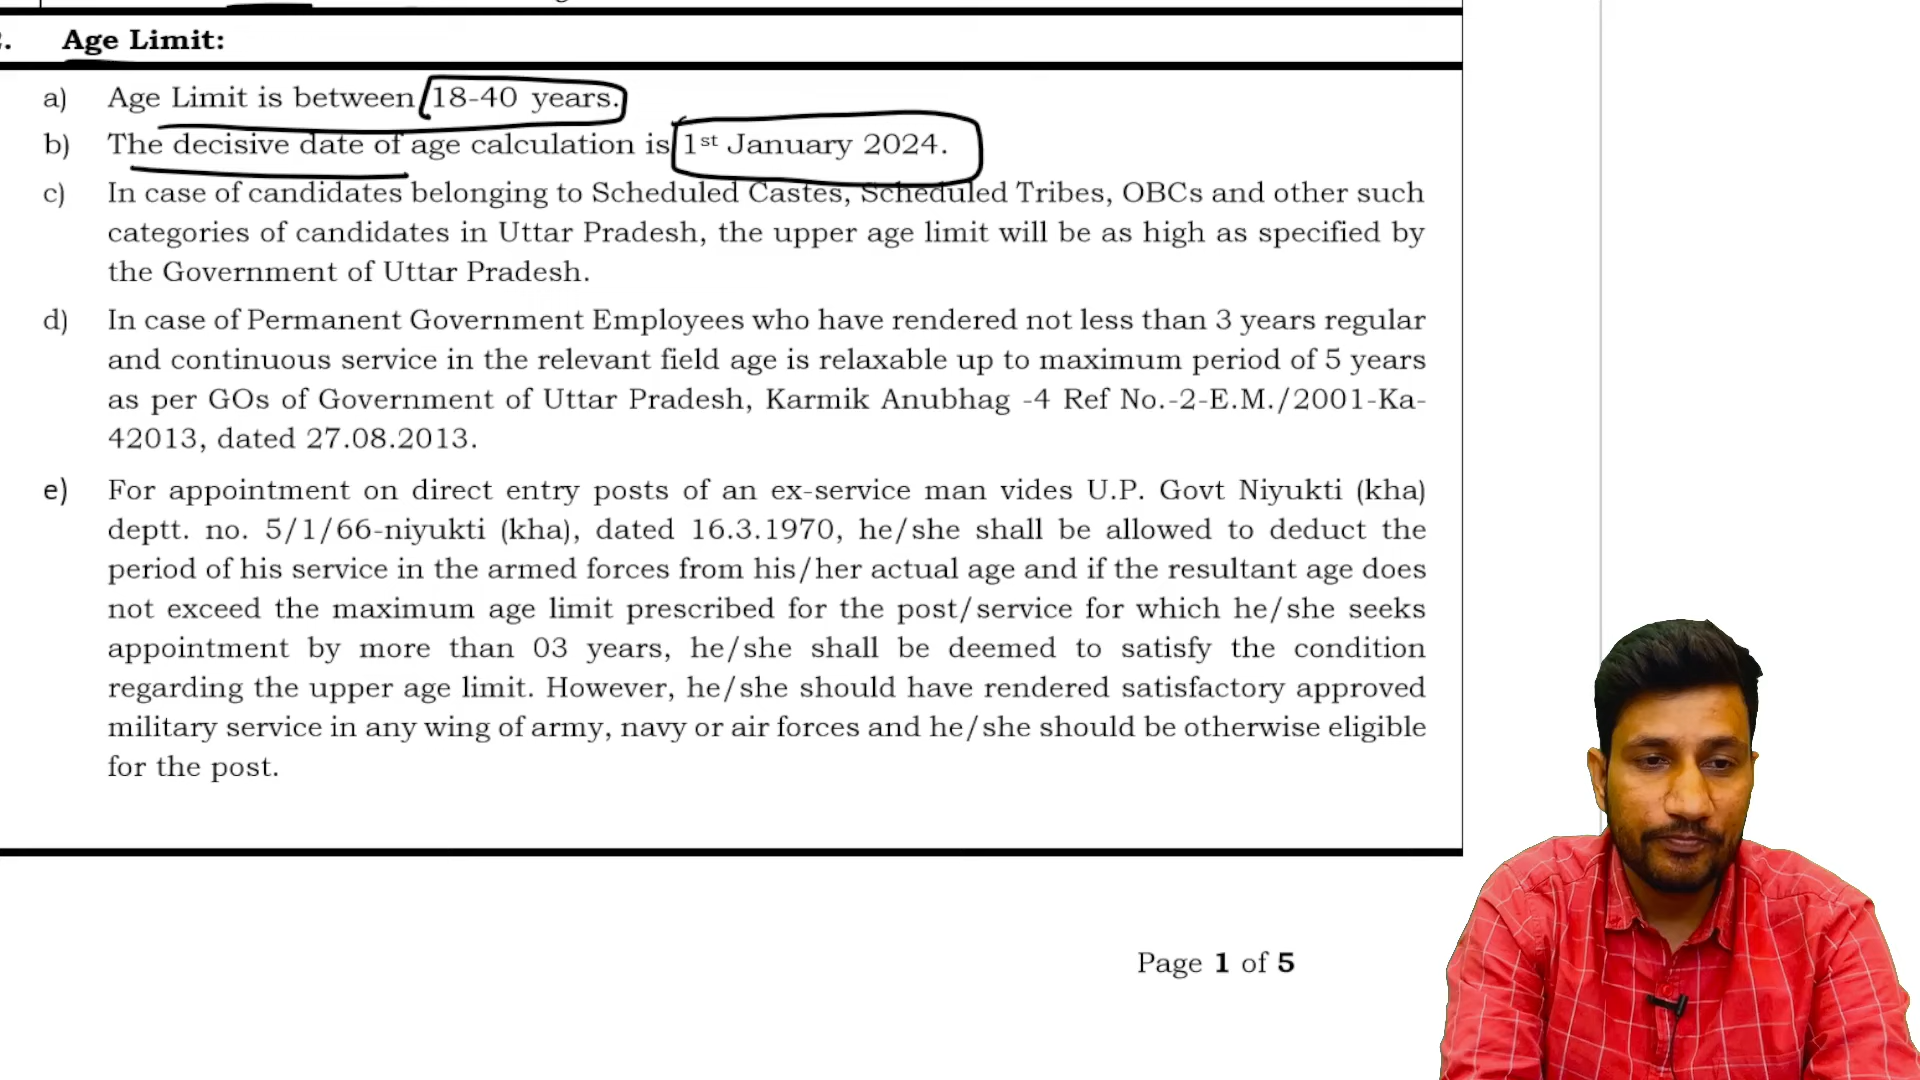 Age Limit:
a) Age Limit is between 18-40 years.
b) The decisive date of age calculation is 1st January 2024.
c) In case of candidates belonging to Scheduled Castes, Scheduled Tribes, OBCs and other such
categories of candidates in Uttar Pradesh, the upper age limit will be as high as specified by
the Government of Uttar Pradesh.
d) In case of Permanent Government Employees who have rendered not less than 3 years regular
and continuous service in the relevant field age is relaxable up to maximum period of 5 years
as per GOs of Government of Uttar Pradesh, Karmik Anubhag -4 Ref No.-2-E.M./2001-Ka-
42013, dated 27.08.2013.
e) For appointment on direct entry posts of an ex-service man vides U.P. Govt Niyukti (kha)
deptt. no. 5/1/66-niyukti (kha), dated 16.3.1970, he/she shall be allowed to deduct the
period of his service in the armed forces from his/her actual age and if the resultant age does
not exceed the maximum age limit prescribed for the post/service for which he/she seeks
appointment by more than 03 years, he/she shall be deemed to satisfy the condition
regarding the upper age limit. However, he/she should have rendered satisfactory approved
military service in any wing of army, navy or air forces and he/she should be otherwise eligible
for the post.
Page 1 of 5